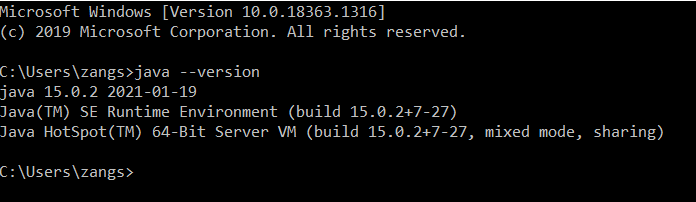 Microsoft Windows [Version 10.0.18363.1316]
(c) 2019 Microsoft Corporation. All rights reserved.
C:\Users\zangs>java --version
java 15.0.2 2021-01-19
Java(TM) SE Runtime Environment (build 15.0.2+7-27)
Java HotSpot(TM) 64-Bit Server VM (build 15.0.2+7-27, mixed mode, sharing)
C:\Users\zangs>